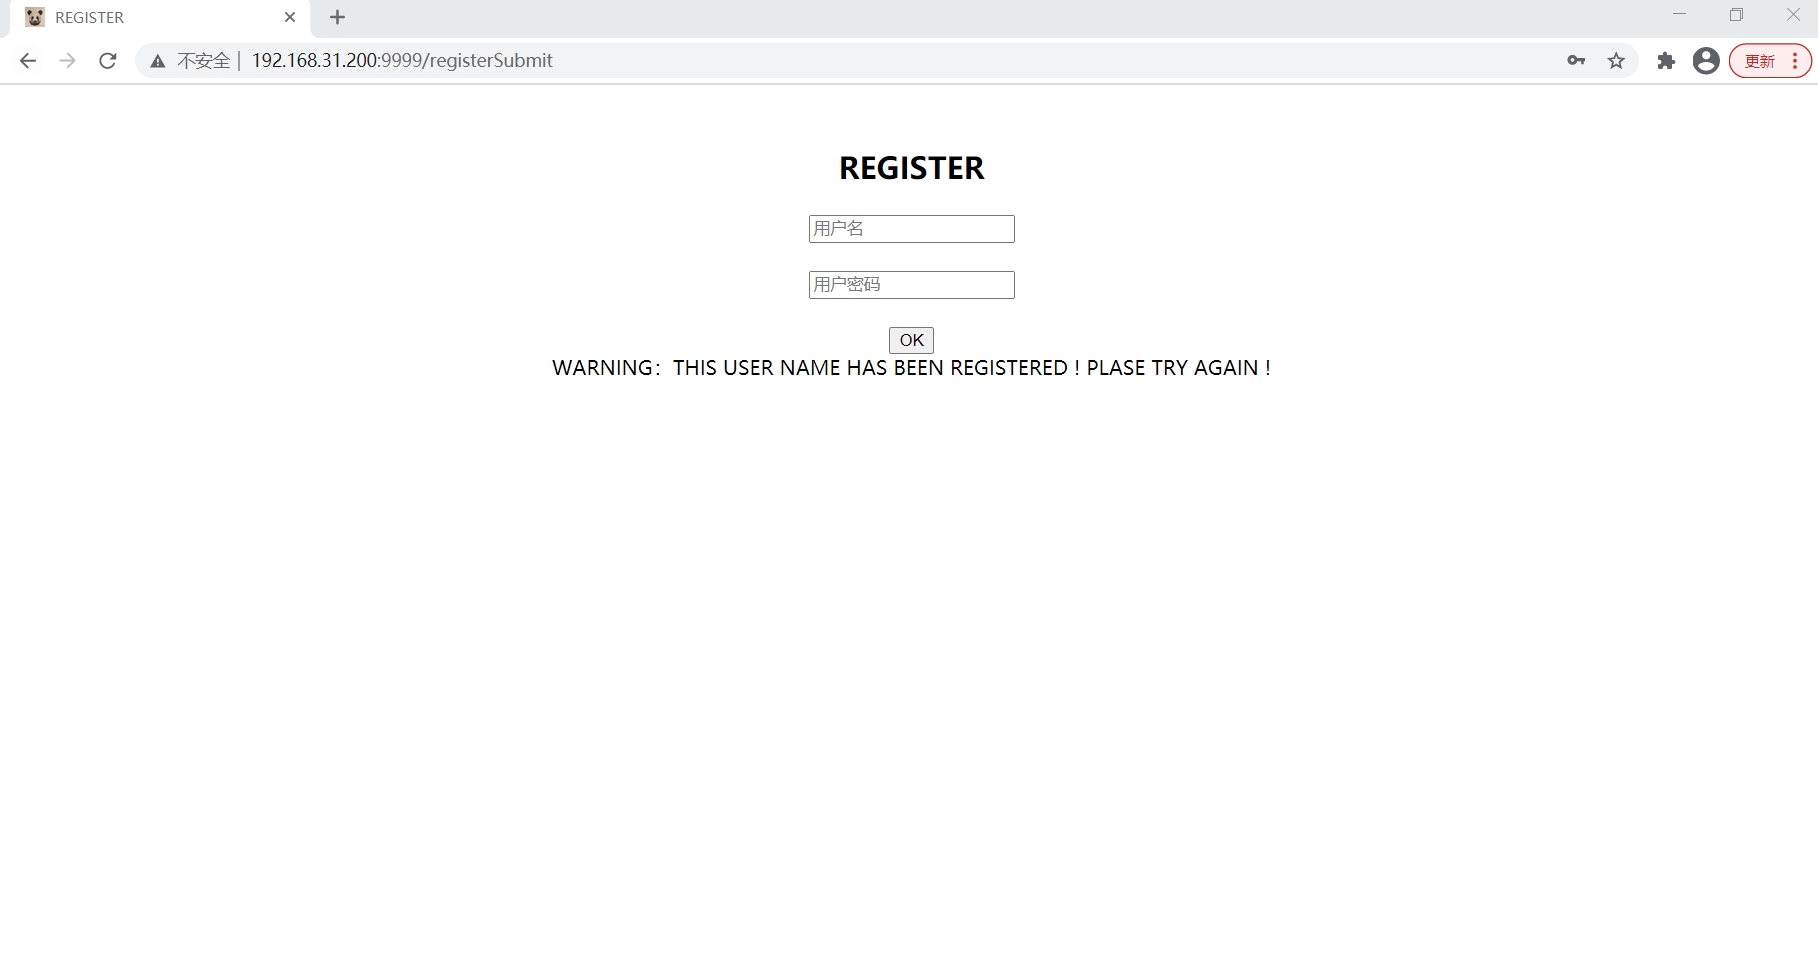 REGISTER
不安全 | 192.168.31.200:9999/registerSubmit
更新
REGISTER
用户名
用户密码
OK
WARNING：THIS USER NAME HAS BEEN REGISTERED ! PLASE TRY AGAIN !